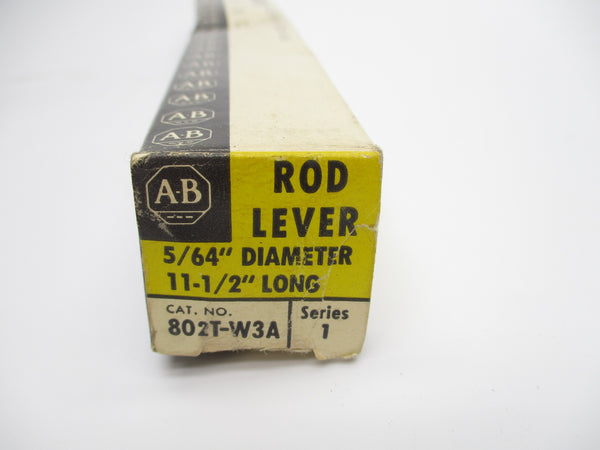 A-B
A-B
A-B
A-B
ROD
LEVER
5/64" DIAMETER
11-1/2" LONG
CAT. NO.
802T-W3A
Series
1